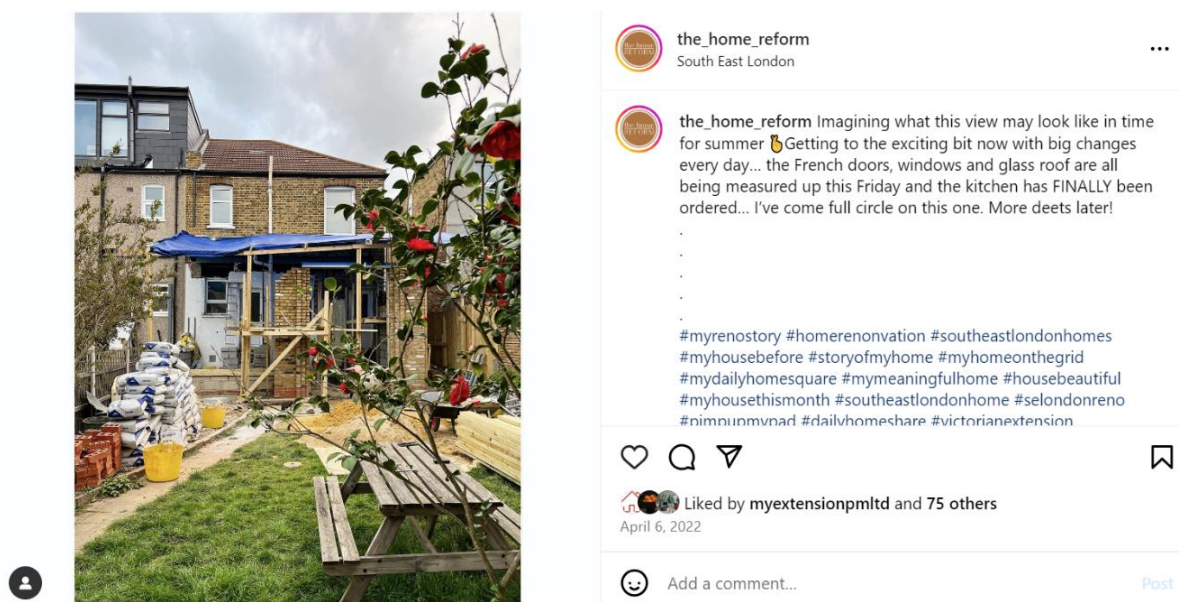 the_home_reform
South East London
the_home_reform Imagining what this view may look like in time
for summer 🫰Getting to the exciting bit now with big changes
every day... the French doors, windows and glass roof are all
being measured up this Friday and the kitchen has FINALLY been
ordered... I've come full circle on this one. More deets later!
.
.
.
.
.
#myrenostory #homerenonvation #southeastlondonhomes
#myhousebefore #storyofmyhome #myhomeonthegrid
#mydailyhomesquare #mymeaningfulhome #housebeautiful
#myhousethismonth #southeastlondonhome #selondonreno
#pimpupmypad #dailyhomeshare #victorianextension
Liked by myextensionpmltd and 75 others
April 6, 2022
Add a comment...
Post